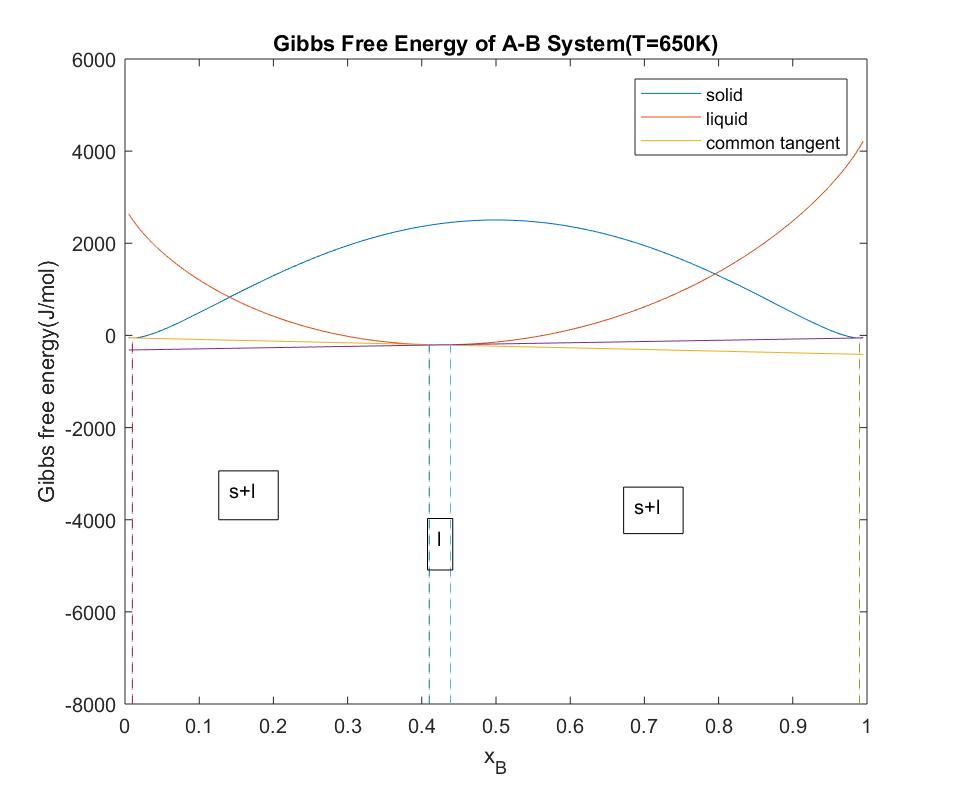 Gibbs Free Energy of A-B System(T=650K)
6000
4000
2000
0
-2000
-4000
-6000
-8000
Gibbs free energy(J/mol)
solid
liquid
common tangent
s+l
l
s+l
0 0.1 0.2 0.3 0.4 0.5 0.6 0.7 0.8 0.9 1
x_B